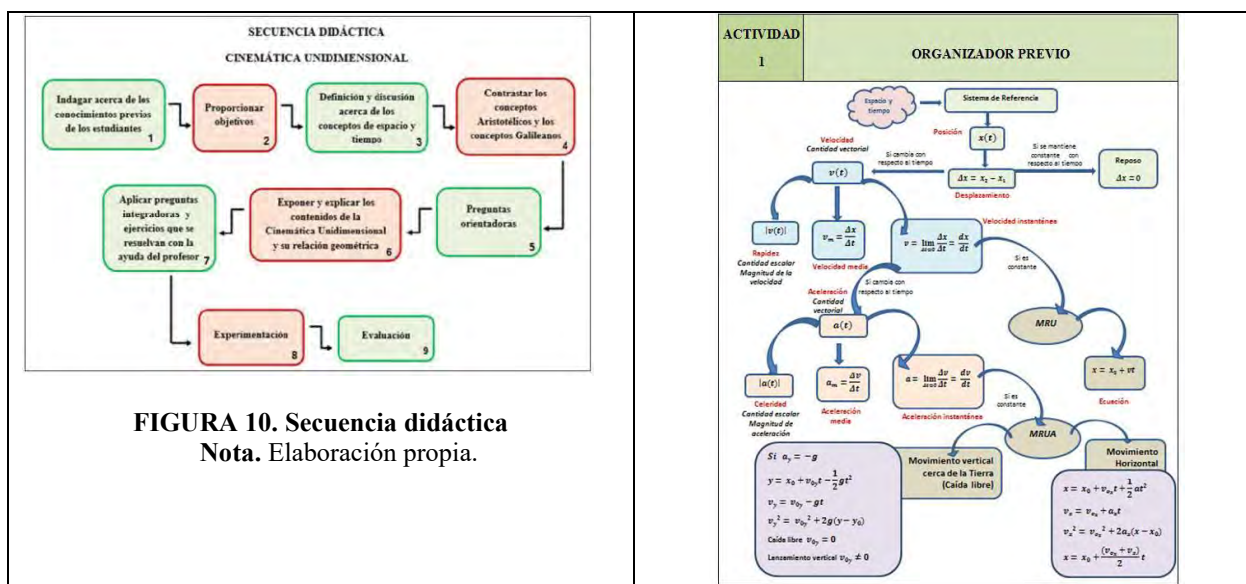 SECUENCIA DIDÁCTICA
CINEMÁTICA UNIDIMENSIONAL
Indagar acerca de los
conocimientos previos
de los estudiantes
1
Proporcionar
objetivos
2
Definición y discusión
acerca de los
conceptos de espacio y
tiempo
3
Contrastar los
conceptos
Aristotélicos y los
conceptos Galileanos
4
Preguntas
orientadoras
5
Exponer y explicar los
contenidos de la
Cinemática Unidimensional
y su relación geométrica
6
Aplicar preguntas
integradoras y
ejercicios que se
resuelvan con la
ayuda del profesor
7
Experimentación
8
Evaluación
9
FIGURA 10. Secuencia didáctica
Nota. Elaboración propia.
ACTIVIDAD
1
ORGANIZADOR PREVIO
Espacio y
tiempo
Sistema de Referencia
Posición
x(t)
Velocidad
Cantidad vectorial
v(t)
Si cambia con
respecto al tiempo
Δx = x₂ − x₁
Desplazamiento
Si se mantiene
constante con
respecto al tiempo
Reposo
Δx = 0
|v(t)|
Rapidez
Cantidad escalar
Magnitud de la
velocidad
vₘ = Δx/Δt
Velocidad media
Velocidad instantánea
v = lim Δx/Δt = dx/dt
Si es
constante
MRU
x = x₀ + vt
Ecuación
Aceleración
Cantidad
vectorial
Si cambia con
respecto al tiempo
a(t)
|a(t)|
Celeridad
Cantidad escalar
Magnitud de
aceleración
aₘ = Δv/Δt
Aceleración
media
a = lim Δv/Δt = dv/dt
Aceleración instantánea
Si es
constante
MRUA
Movimiento vertical
cerca de la Tierra
(Caída libre)
Movimiento
Horizontal
Si a_y = −g
y = x₀ + v₀ᵧt − ½gt²
v_y = v₀ᵧ − gt
v_y² = v₀ᵧ² + 2g(y − y₀)
Caída libre v₀ᵧ = 0
Lanzamiento vertical v₀ᵧ ≠ 0
x = x₀ + v₀ₓt + ½at²
vₓ = v₀ₓ + aₓt
vₓ² = v₀ₓ² + 2aₓ(x − x₀)
x = x₀ + (v₀ₓ + vₓ)/2 t